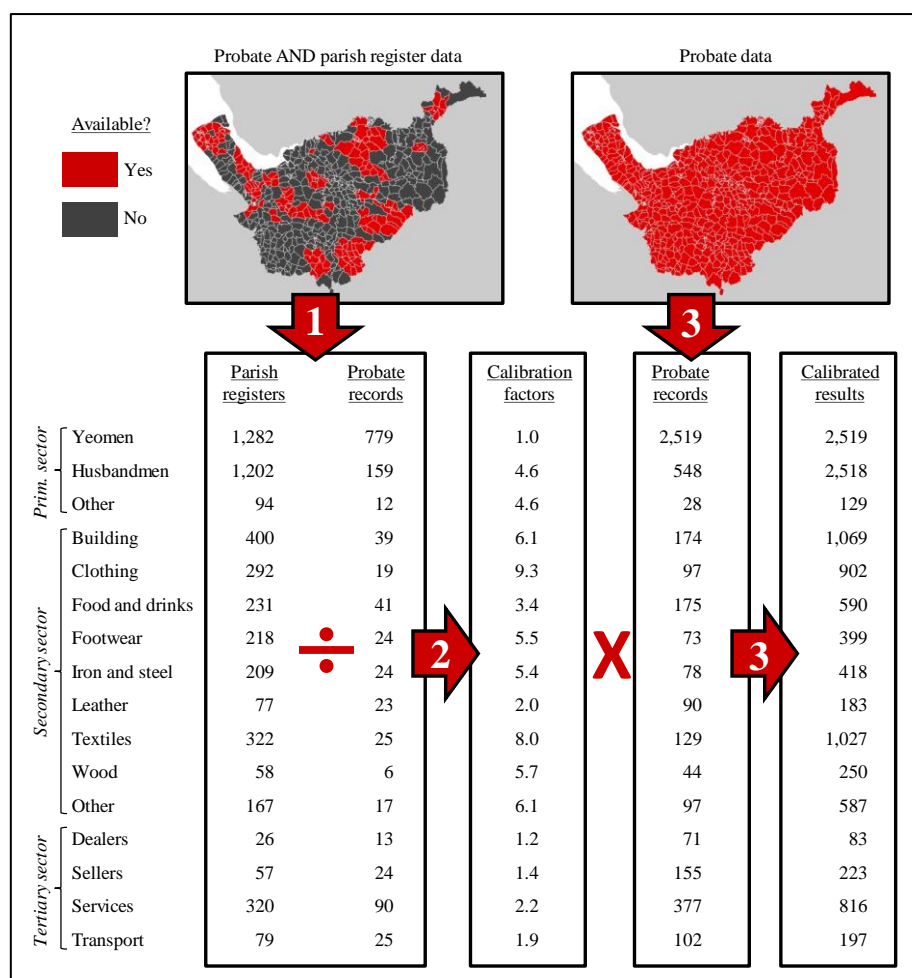 Probate AND parish register data
Probate data
Available?
Yes
No
1
3
Parish registers Probate records Calibration factors Probate records Calibrated results
Prim. sector
Yeomen 1,282 779 1.0 2,519 2,519
Husbandmen 1,202 159 4.6 548 2,518
Other 94 12 4.6 28 129
Secondary sector
Building 400 39 6.1 174 1,069
Clothing 292 19 9.3 97 902
Food and drinks 231 41 3.4 175 590
Footwear 218 ÷ 24 2 5.5 X 73 3 399
Iron and steel 209 24 5.4 78 418
Leather 77 23 2.0 90 183
Textiles 322 25 8.0 129 1,027
Wood 58 6 5.7 44 250
Other 167 17 6.1 97 587
Tertiary sector
Dealers 26 13 1.2 71 83
Sellers 57 24 1.4 155 223
Services 320 90 2.2 377 816
Transport 79 25 1.9 102 197